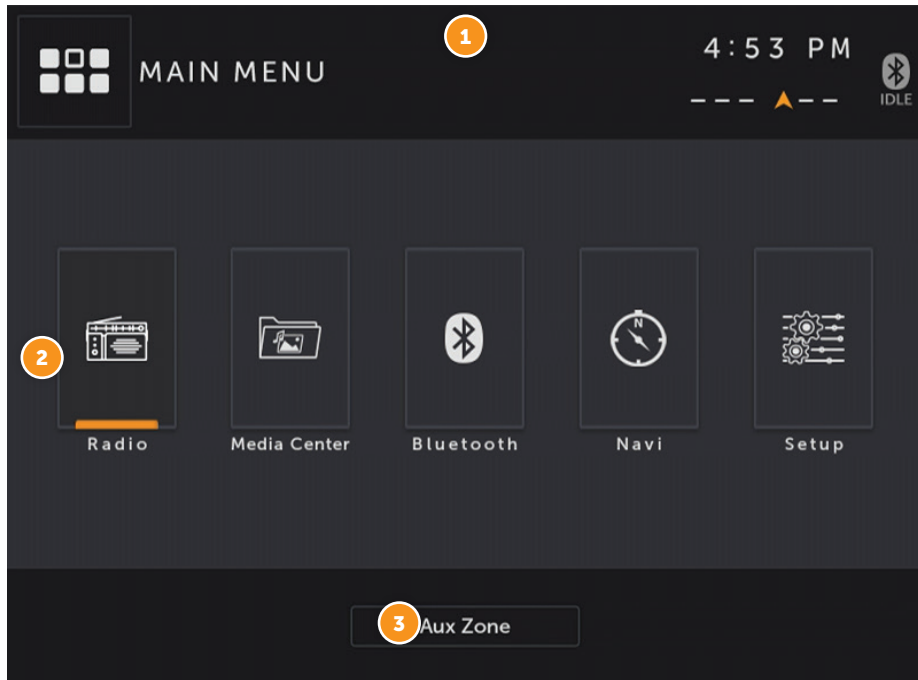 1
MAIN MENU
4:53 PM
--- --
IDLE
N
2
Radio
Media Center
Bluetooth
Navi
Setup
3
Aux Zone